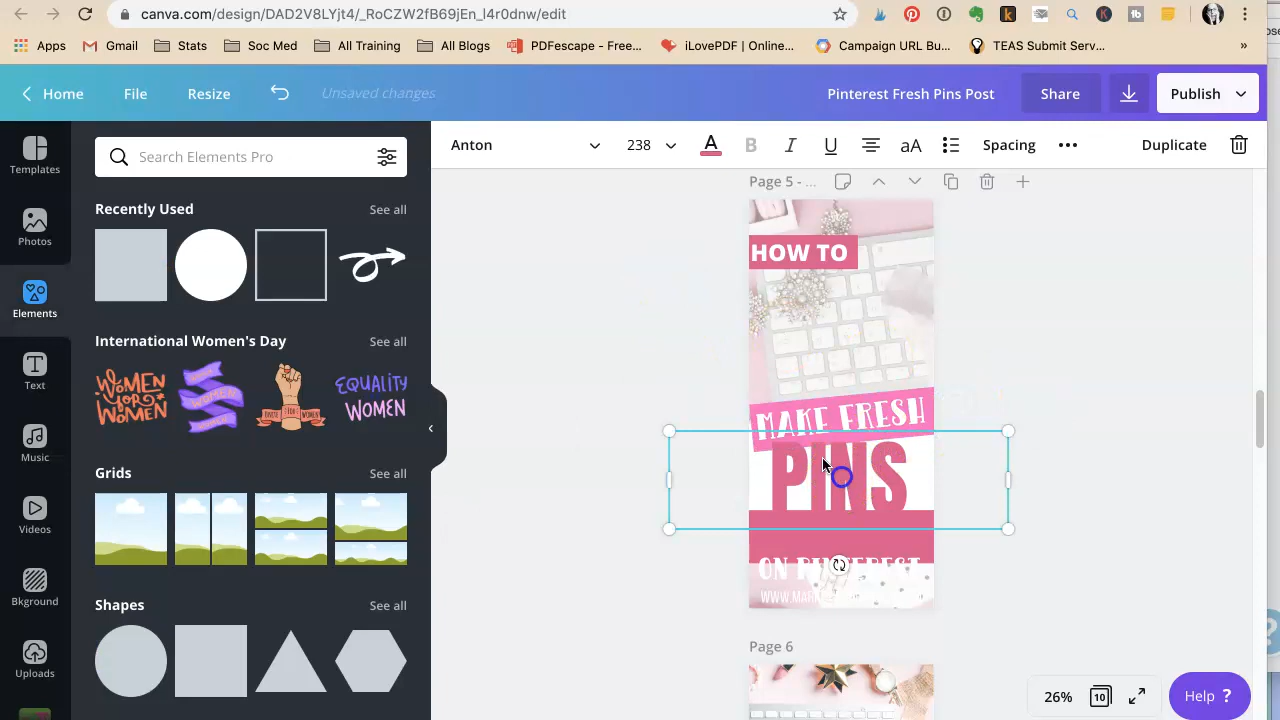 canva.com/design/DAD2V8LYjt4/_RoCZW2fB69jEn_l4r0dnw/edit
Apps Gmail Stats Soc Med All Training All Blogs PDFescape - Free... iLovePDF | Online... Campaign URL Bu... TEAS Submit Serv... »
Home File Resize Unsaved changes Pinterest Fresh Pins Post Share Publish
Anton 238 A B I U aA Spacing ••• Duplicate
Templates
Photos
Elements
Text
Music
Videos
Bkground
Uploads
Search Elements Pro
Recently Used See all
International Women's Day See all
WOMEN FOR WOMEN
EQUALITY WOMEN
Grids See all
Shapes See all
Page 5 - ...
HOW TO
MAKE FRESH
PINS
ON PINTEREST
Page 6
26% 10 Help ?